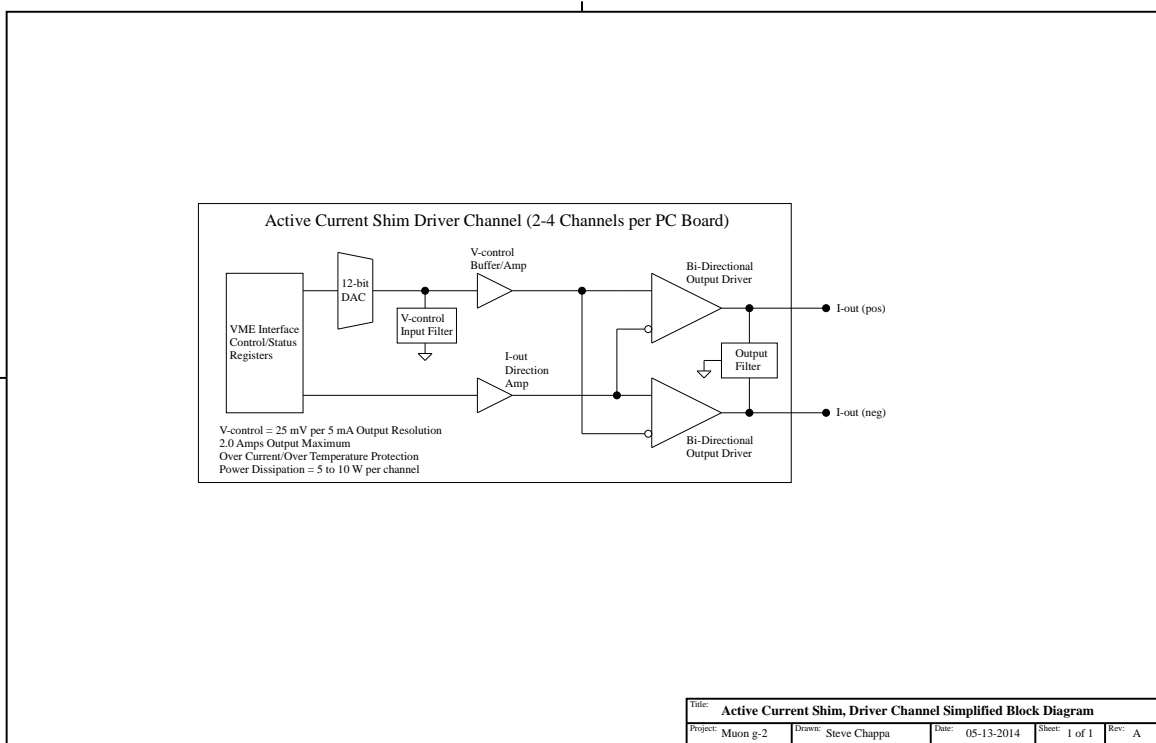 Active Current Shim Driver Channel (2-4 Channels per PC Board)
V-control
Buffer/Amp
12-bit
DAC
Bi-Directional
Output Driver
VME Interface
Control/Status
Registers
V-control
Input Filter
I-out (pos)
I-out
Direction
Amp
Output
Filter
I-out (neg)
Bi-Directional
Output Driver
V-control = 25 mV per 5 mA Output Resolution
2.0 Amps Output Maximum
Over Current/Over Temperature Protection
Power Dissipation = 5 to 10 W per channel
Title: Active Current Shim, Driver Channel Simplified Block Diagram
Project: Muon g-2 Drawn: Steve Chappa Date: 05-13-2014 Sheet: 1 of 1 Rev: A